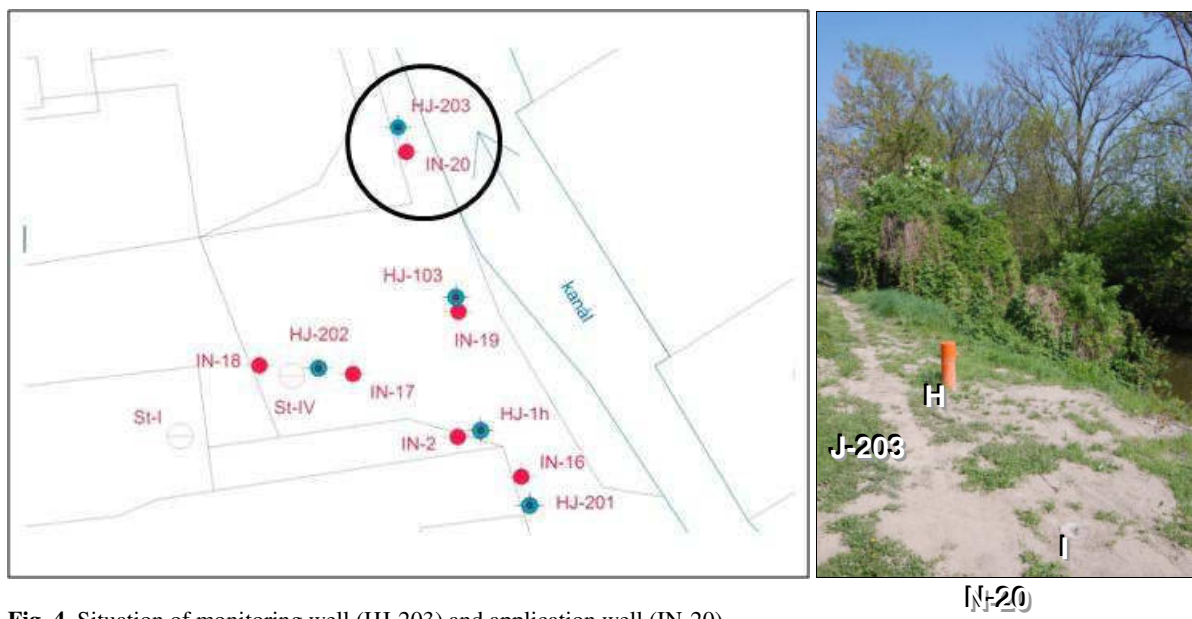 HJ-203
IN-20
HJ-103
kanál
IN-19
HJ-202
IN-18
IN-17
St-IV
St-I
HJ-1h
IN-2
IN-16
HJ-201
H
J-203
I
N-20
Fig. 4. Situation of monitoring well (HJ-203) and application well (IN-20)